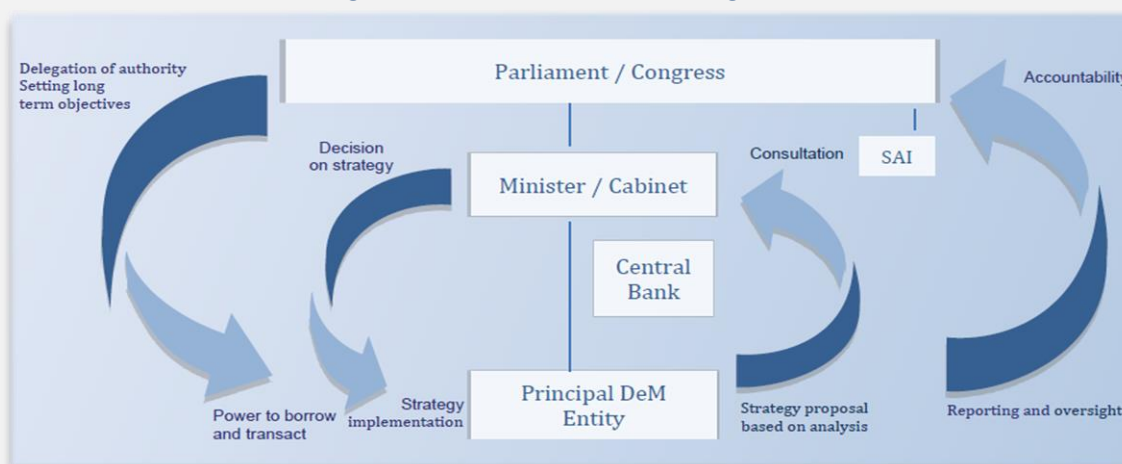 Delegation of authority
Setting long
term objectives
Parliament / Congress
Accountability
Decision
on strategy
Consultation
SAI
Minister / Cabinet
Central
Bank
Principal DeM
Entity
Power to borrow
and transact
Strategy
implementation
Strategy proposal
based on analysis
Reporting and oversight